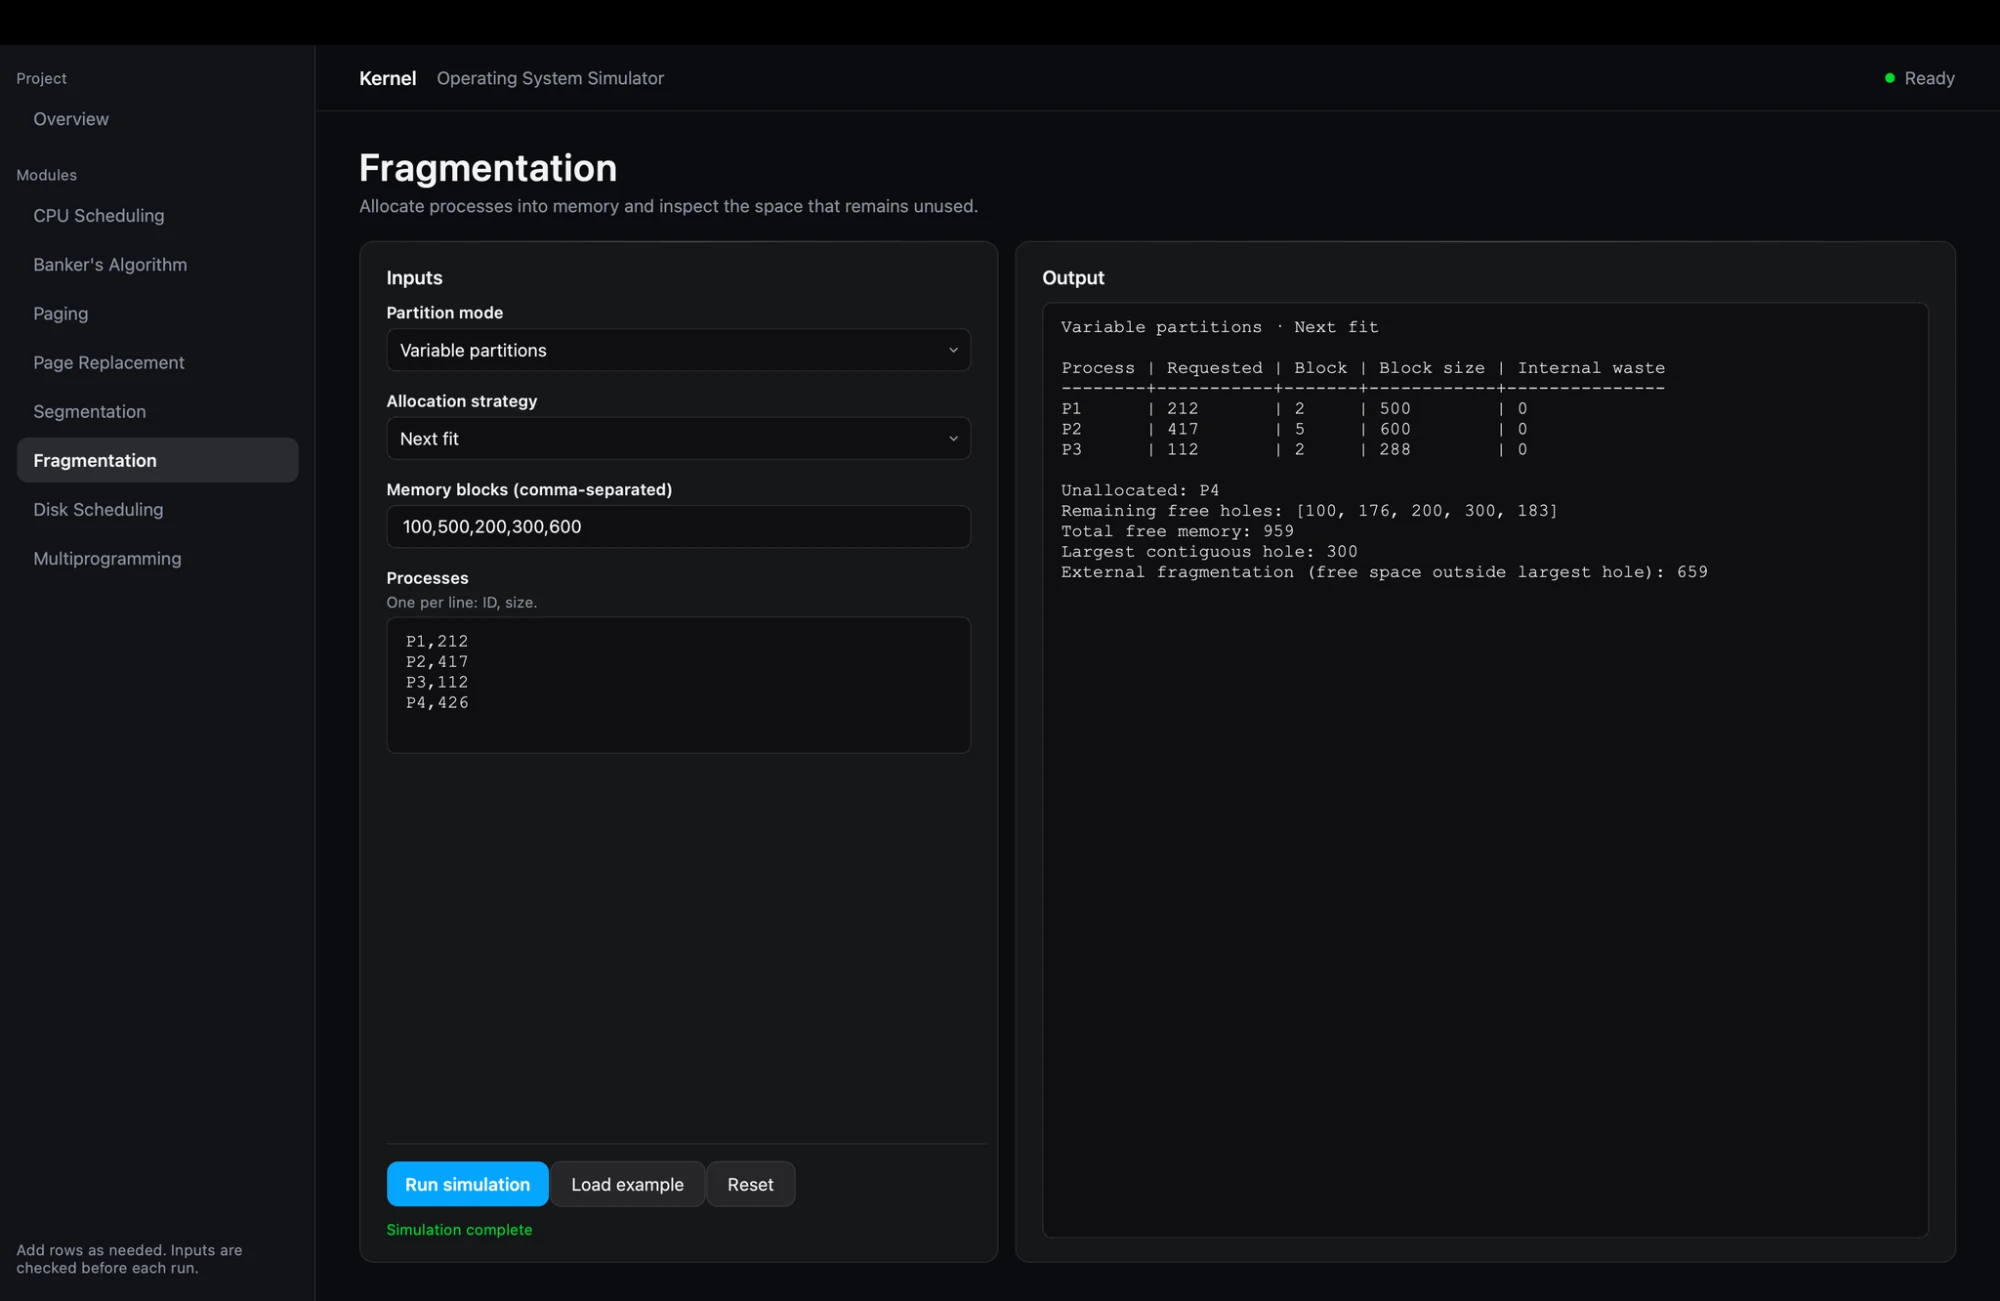 Project
Overview
Modules
CPU Scheduling
Banker's Algorithm
Paging
Page Replacement
Segmentation
Fragmentation
Disk Scheduling
Multiprogramming
Add rows as needed. Inputs are
checked before each run.
Kernel Operating System Simulator
Ready
Fragmentation
Allocate processes into memory and inspect the space that remains unused.
Inputs
Partition mode
Variable partitions
Allocation strategy
Next fit
Memory blocks (comma-separated)
100,500,200,300,600
Processes
One per line: ID, size.
P1,212
P2,417
P3,112
P4,426
Run simulation
Load example
Reset
Simulation complete
Output
Variable partitions · Next fit
Process | Requested | Block | Block size | Internal waste
--------+-----------+-------+------------+---------------
P1      | 212       | 2     | 500        | 0
P2      | 417       | 5     | 600        | 0
P3      | 112       | 2     | 288        | 0
Unallocated: P4
Remaining free holes: [100, 176, 200, 300, 183]
Total free memory: 959
Largest contiguous hole: 300
External fragmentation (free space outside largest hole): 659